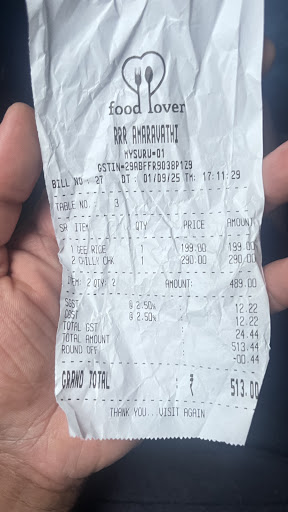 food lover
RRR AMARAVATHI
MYSURU-01
GSTIN=29ABFFR9038P1Z9
BILL NO : 27 DT : 01/09/25 TM: 17:11:29
TABLE NO. 3
SR ITEM QTY PRICE AMOUNT
1 GEE RICE 1 199.00 199.00
2 CHILLY CHK 1 290.00 290.00
ITEM: 2 QTY: 2 AMOUNT: 489.00
SGST @ 2.50% 12.22
CGST @ 2.50% 12.22
TOTAL GST 24.44
TOTAL AMOUNT 513.44
ROUND OFF -00.44
GRAND TOTAL : ₹ 513.00
THANK YOU.. VISIT AGAIN